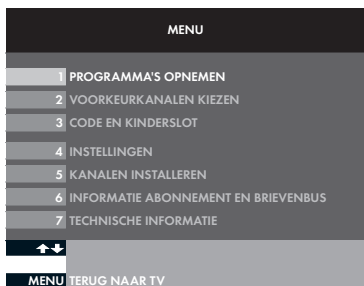 MENU
1 PROGRAMMA'S OPNEMEN
2 VOORKEURKANALEN KIEZEN
3 CODE EN KINDERSLOT
4 INSTELLINGEN
5 KANALEN INSTALLEREN
6 INFORMATIE ABONNEMENT EN BRIEVENBUS
7 TECHNISCHE INFORMATIE
MENU TERUG NAAR TV